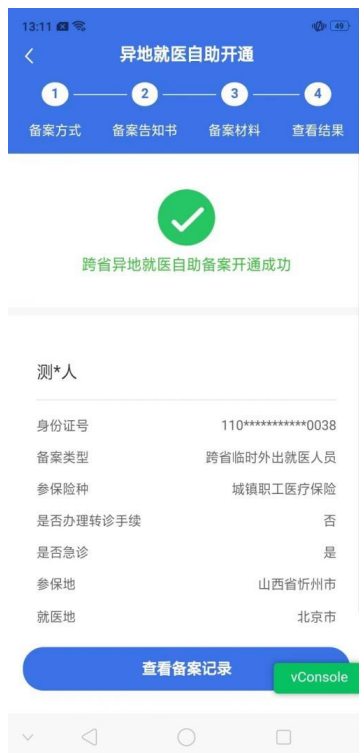 13:11
49
异地就医自助开通
1 2 3 4
备案方式 备案告知书 备案材料 查看结果
跨省异地就医自助备案开通成功
测*人
身份证号 110***********0038
备案类型 跨省临时外出就医人员
参保险种 城镇职工医疗保险
是否办理转诊手续 否
是否急诊 是
参保地 山西省忻州市
就医地 北京市
查看备案记录
vConsole